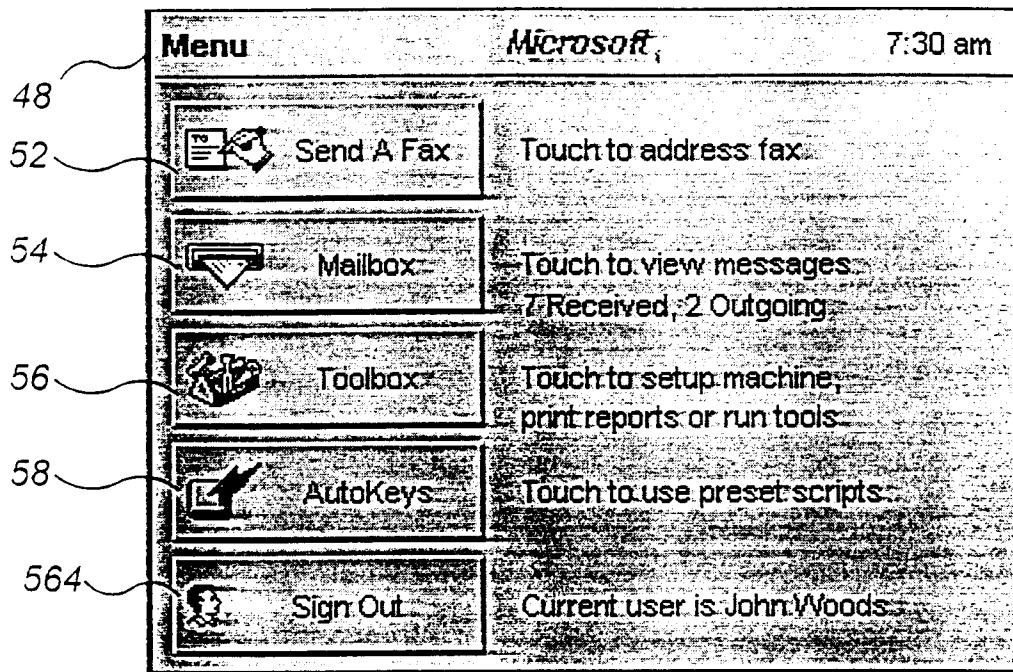 Menu Microsoft 7:30 am
48
52 Send A Fax Touch to address fax
54 Mailbox Touch to view messages
7 Received, 2 Outgoing
56 Toolbox Touch to setup machine,
print reports or run tools
58 AutoKeys Touch to use preset scripts
564 Sign Out Current user is John Woods